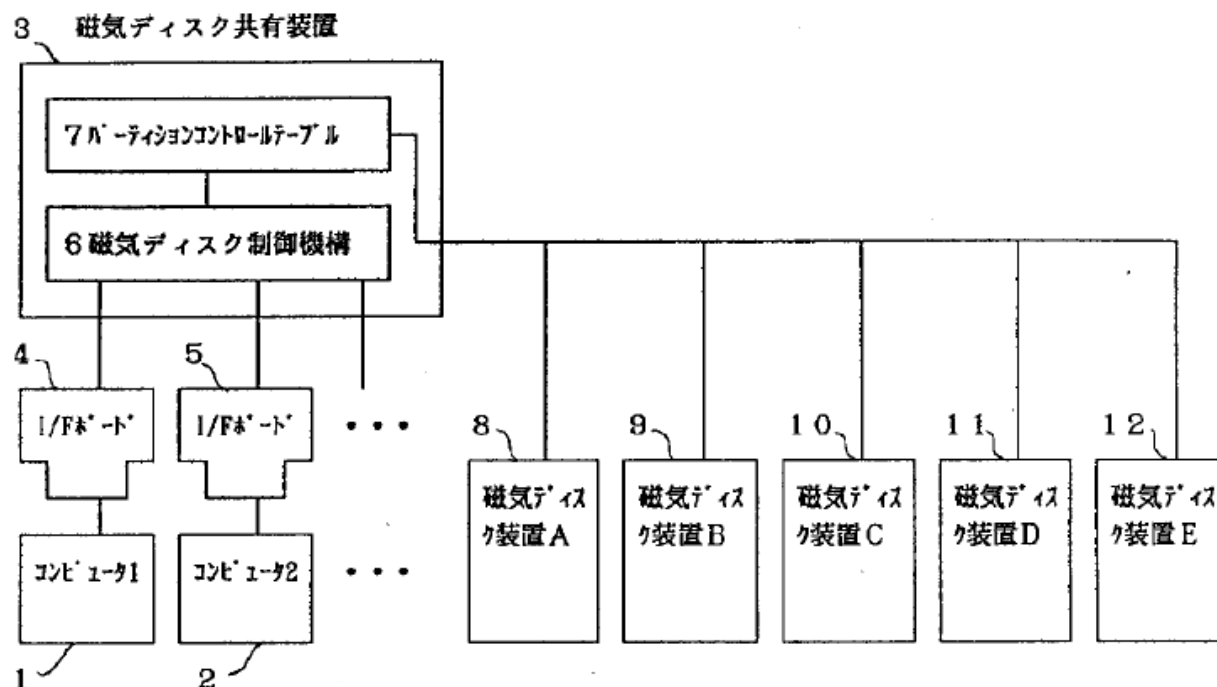 3 磁気ディスク共有装置
7パーティションコントロールテーブル
6磁気ディスク制御機構
4
5
I/Fボード
I/Fボード
・・・
8
9
10
11
12
磁気ディス
ク装置A
磁気ディス
ク装置B
磁気ディス
ク装置C
磁気ディス
ク装置D
磁気ディス
ク装置E
コンピュータ1
コンピュータ2
・・・
1
2